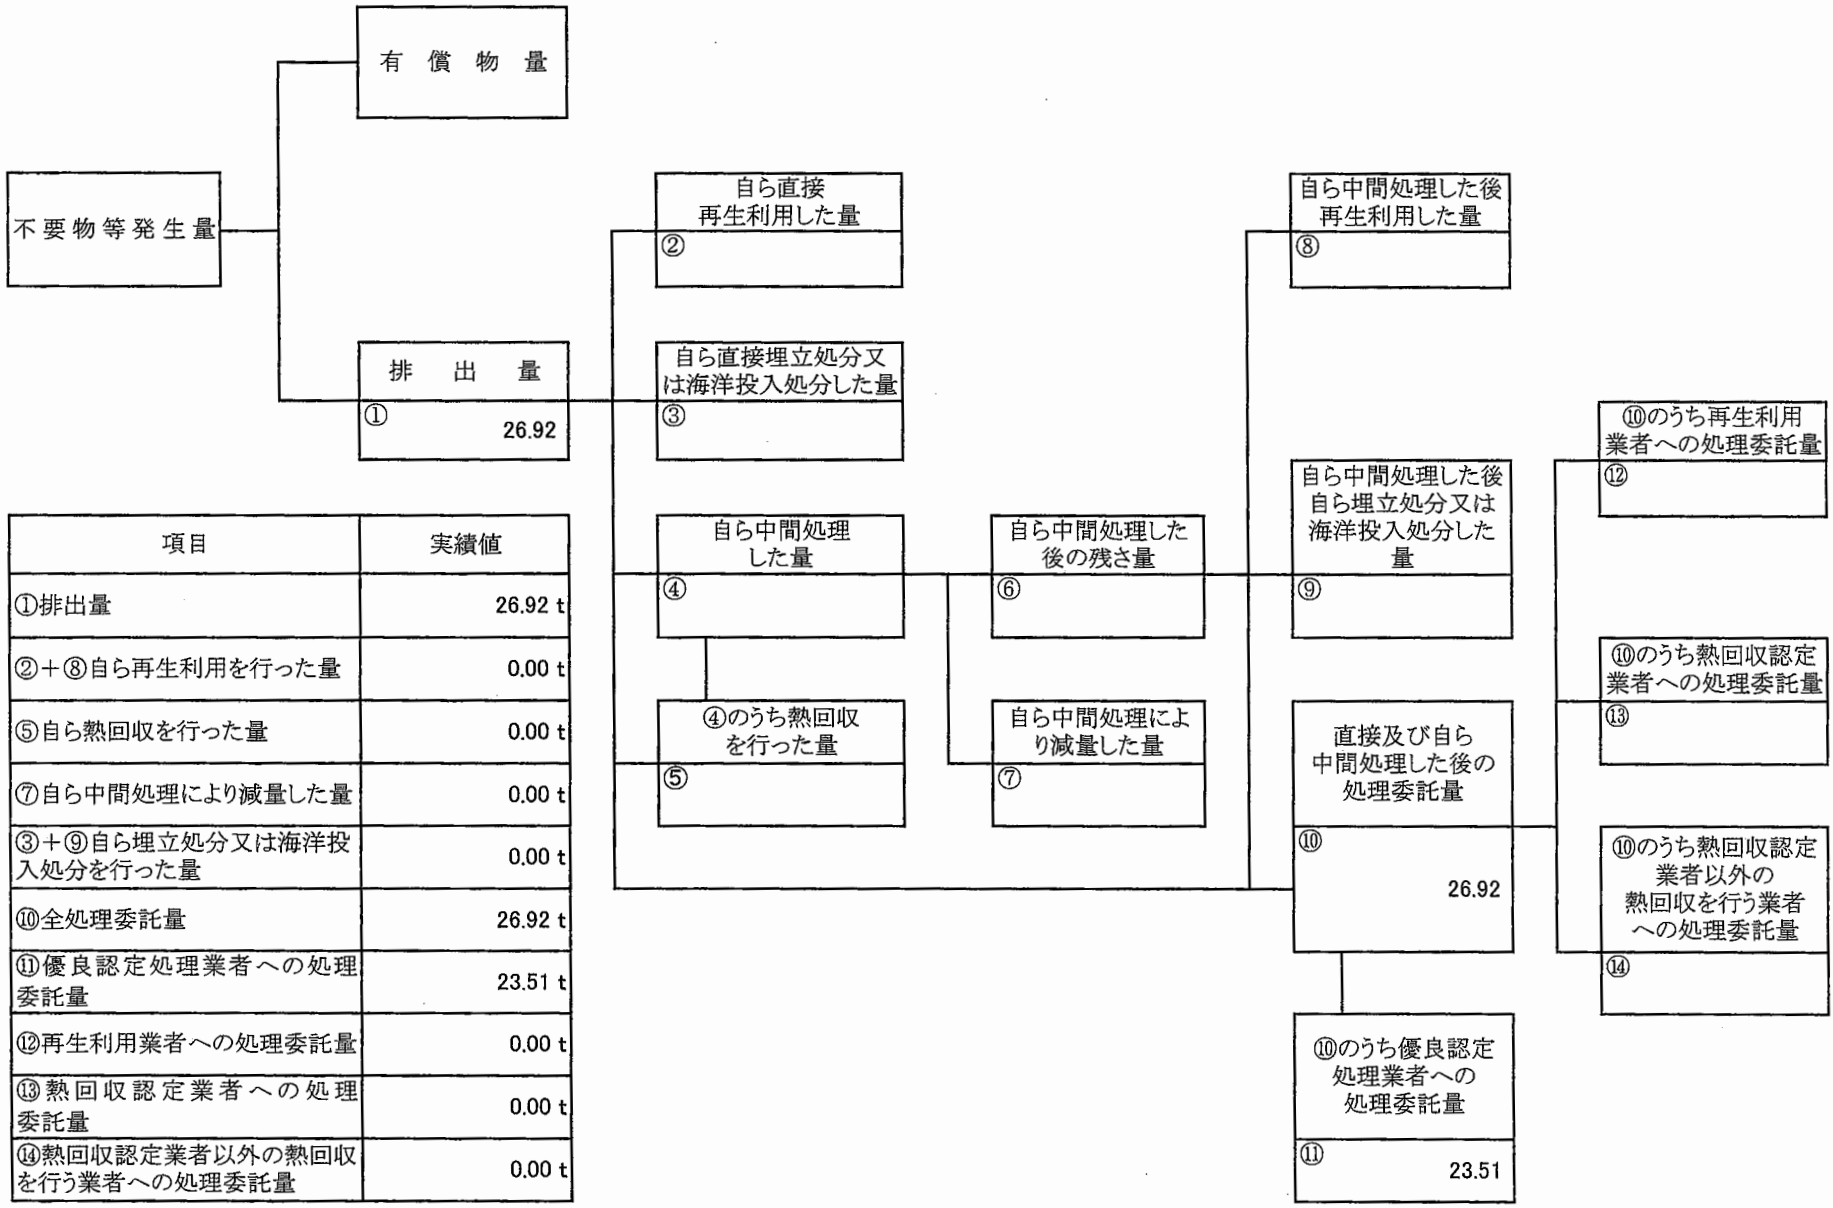 有償物量
不要物等発生量
排出量
①
26.92
自ら直接
再生利用した量
②
自ら直接埋立処分又
は海洋投入処分した量
③
自ら中間処理
した量
④
④のうち熱回収
を行った量
⑤
自ら中間処理した
後の残さ量
⑥
自ら中間処理によ
り減量した量
⑦
自ら中間処理した後
再生利用した量
⑧
自ら中間処理した後
自ら埋立処分又は
海洋投入処分した
量
⑨
直接及び自ら
中間処理した後の
処理委託量
⑩
26.92
⑩のうち優良認定
処理業者への
処理委託量
⑪
23.51
⑩のうち再生利用
業者への処理委託量
⑫
⑩のうち熱回収認定
業者への処理委託量
⑬
⑩のうち熱回収認定
業者以外の
熱回収を行う業者
への処理委託量
⑭
項目 実績値
①排出量 26.92 t
②+⑧自ら再生利用を行った量 0.00 t
⑤自ら熱回収を行った量 0.00 t
⑦自ら中間処理により減量した量 0.00 t
③+⑨自ら埋立処分又は海洋投
入処分を行った量 0.00 t
⑩全処理委託量 26.92 t
⑪優良認定処理業者への処理
委託量 23.51 t
⑫再生利用業者への処理委託量 0.00 t
⑬熱回収認定業者への処理
委託量 0.00 t
⑭熱回収認定業者以外の熱回収
を行う業者への処理委託量 0.00 t